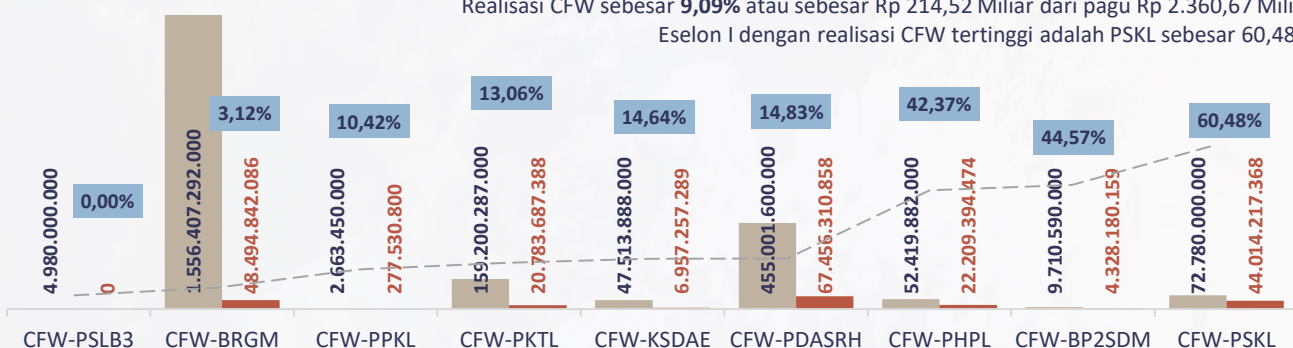 Realisasi CFW sebesar 9,09% atau sebesar Rp 214,52 Miliar dari pagu Rp 2.360,67 Mili
Eselon I dengan realisasi CFW tertinggi adalah PSKL sebesar 60,48
0,00%
3,12%
10,42%
13,06%
14,64%
14,83%
42,37%
44,57%
60,48%
4.980.000.000
0
1.556.407.292.000
48.494.842.086
2.663.450.000
277.530.800
159.200.287.000
20.783.687.388
47.513.888.000
6.957.257.289
455.001.600.000
67.456.310.858
52.419.882.000
22.209.394.474
9.710.590.000
4.328.180.159
72.780.000.000
44.014.217.368
CFW-PSLB3
CFW-BRGM
CFW-PPKL
CFW-PKTL
CFW-KSDAE
CFW-PDASRH
CFW-PHPL
CFW-BP2SDM
CFW-PSKL